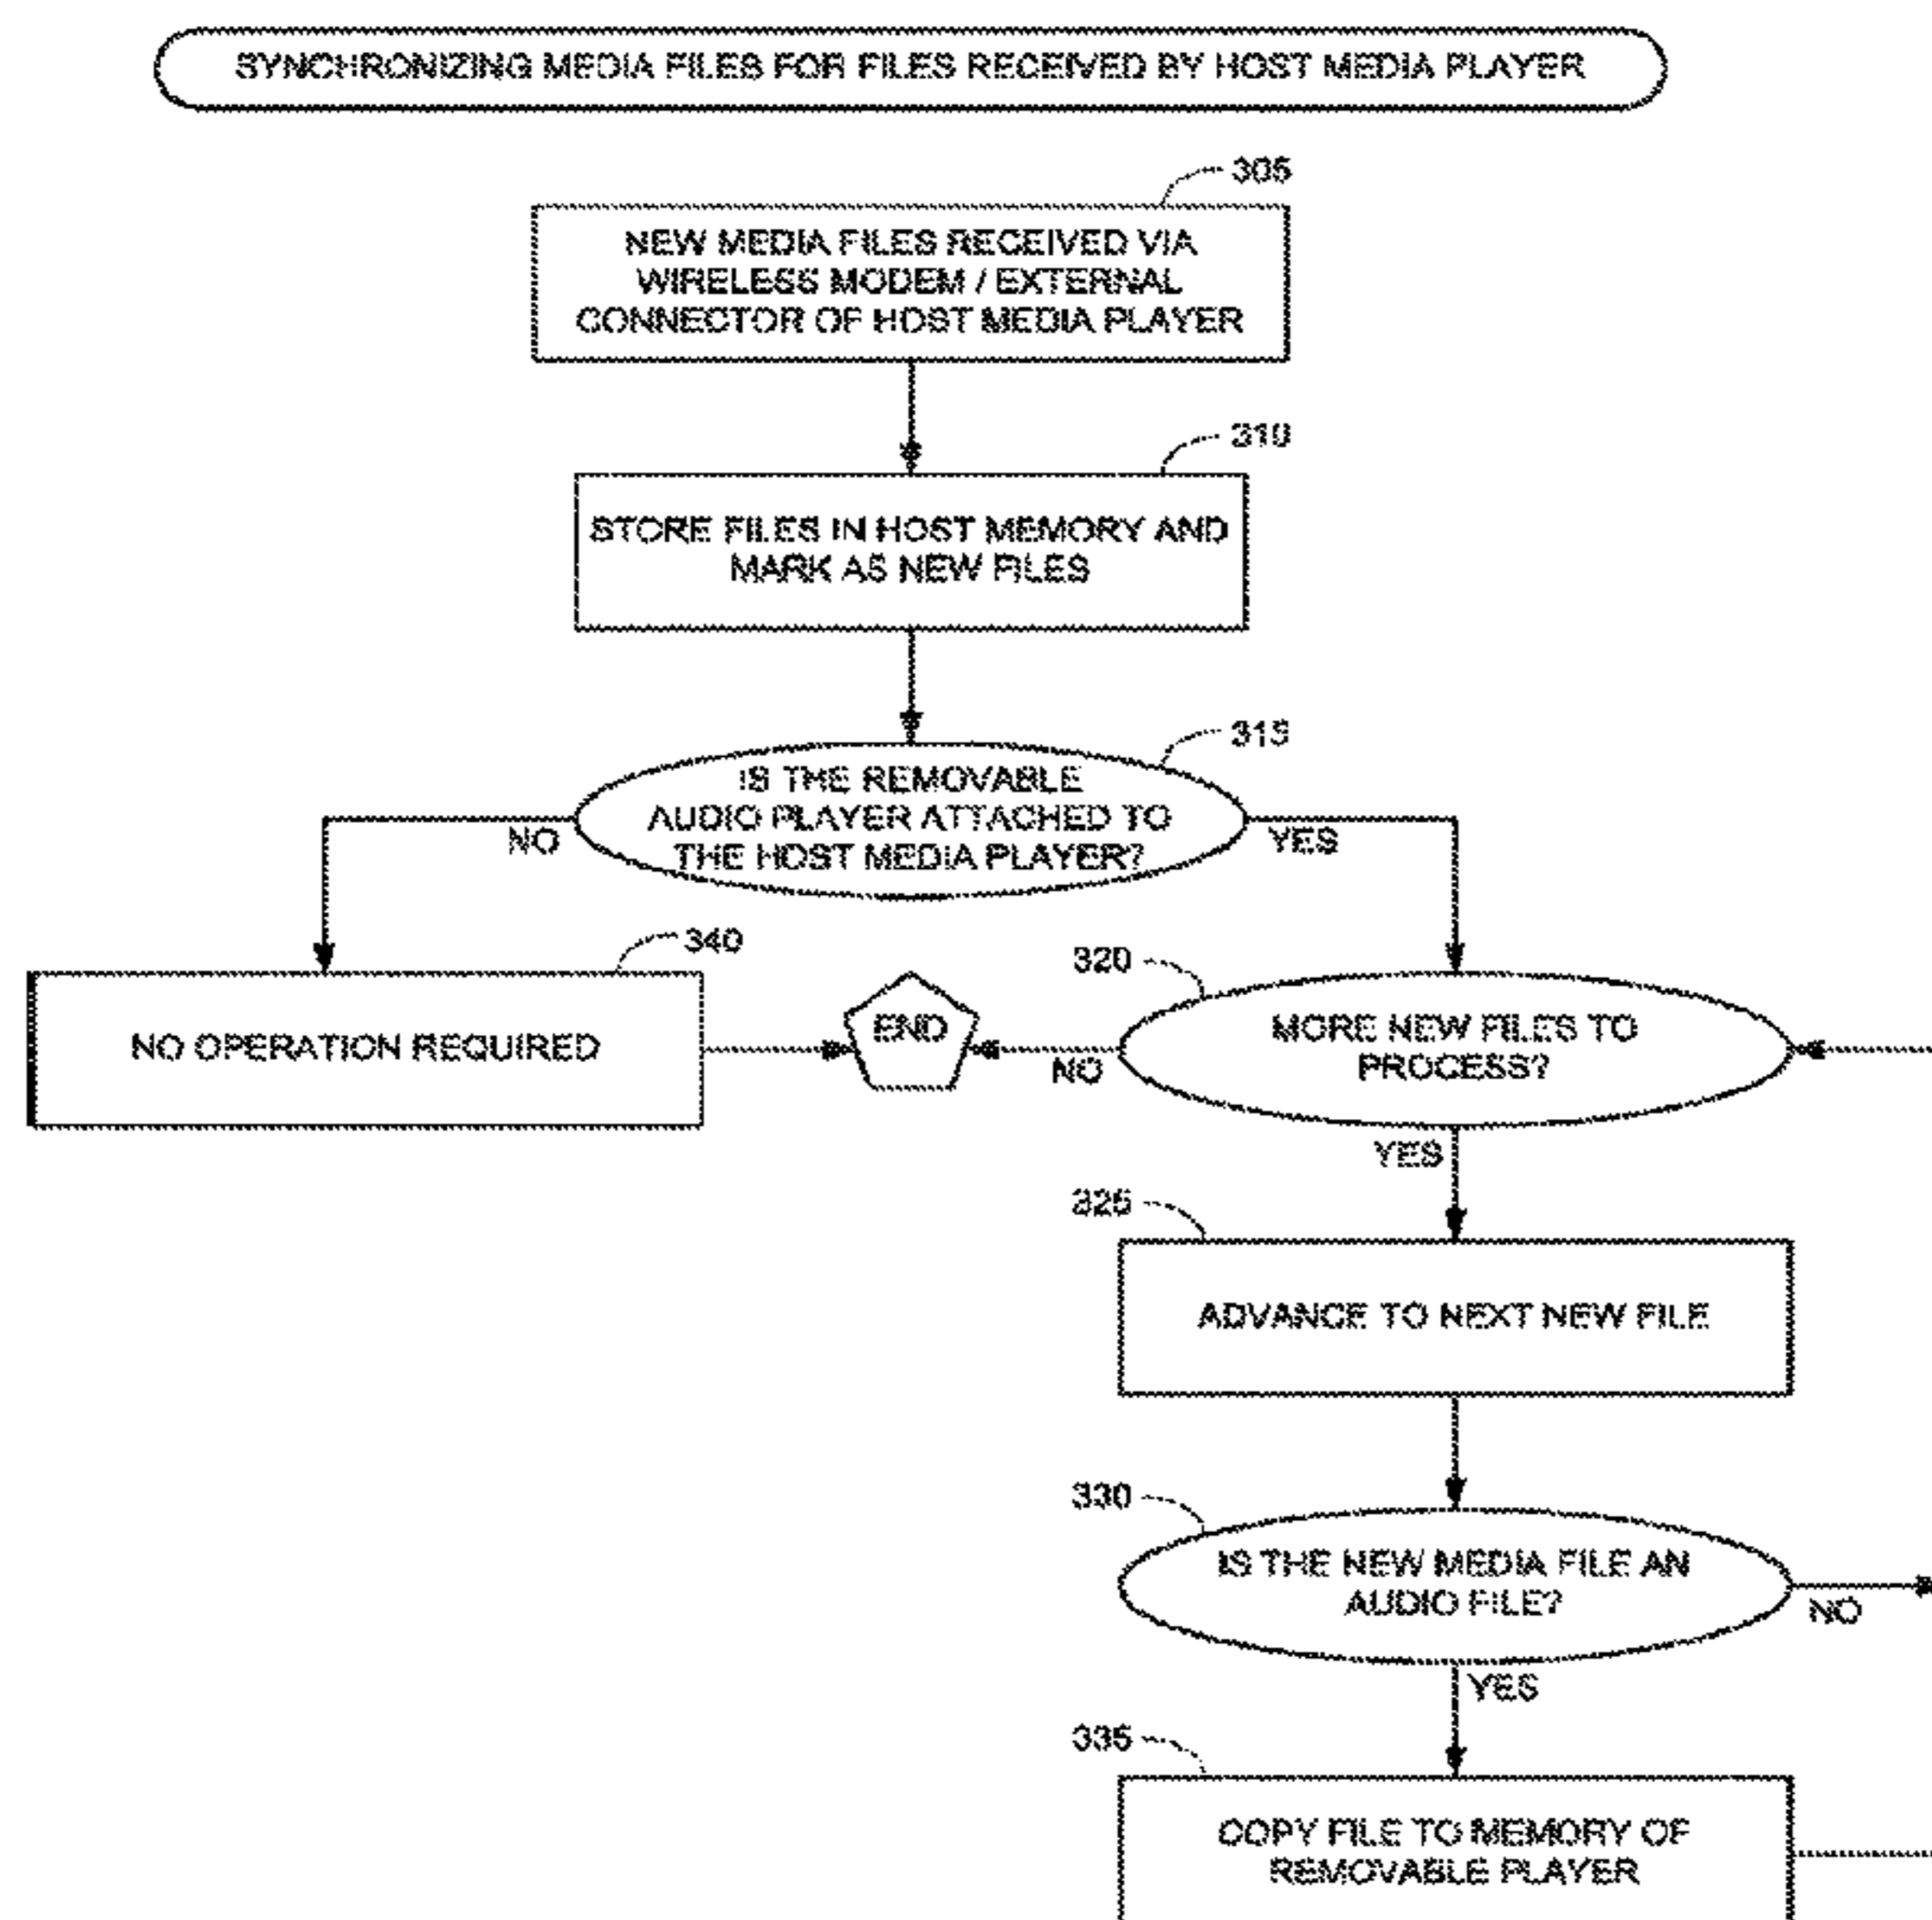 SYNCHRONIZING MEDIA FILES FOR FILES RECEIVED BY HOST MEDIA PLAYER
305
NEW MEDIA FILES RECEIVED VIA
WIRELESS MODEM / EXTERNAL
CONNECTOR OF HOST MEDIA PLAYER
310
STORE FILES IN HOST MEMORY AND
MARK AS NEW FILES
315
IS THE REMOVABLE
AUDIO PLAYER ATTACHED TO
THE HOST MEDIA PLAYER?
NO
YES
340
NO OPERATION REQUIRED
END
320
MORE NEW FILES TO
PROCESS?
NO
YES
325
ADVANCE TO NEXT NEW FILE
330
IS THE NEW MEDIA FILE AN
AUDIO FILE?
NO
YES
335
COPY FILE TO MEMORY OF
REMOVABLE PLAYER